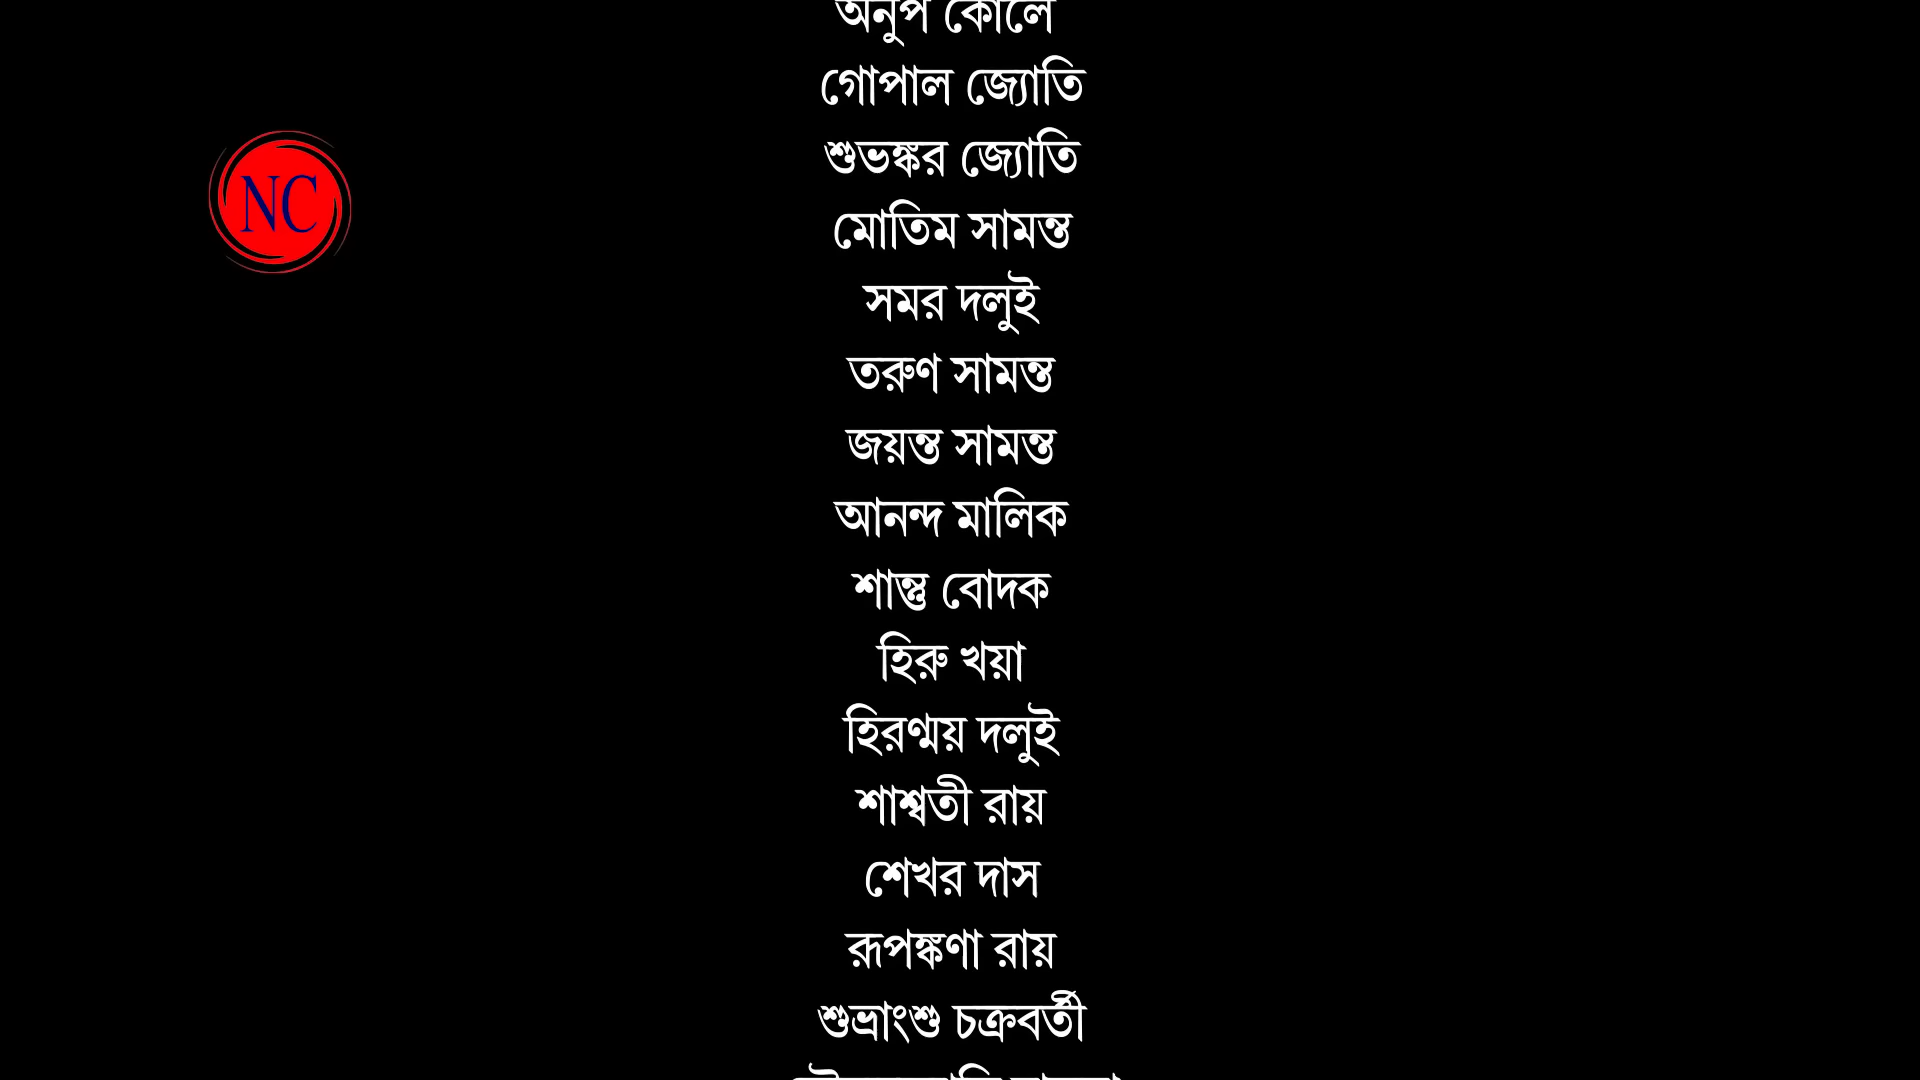 অনুপ কোলে
গোপাল জ্যোতি
NC
শুভঙ্কর জ্যোতি
মোতিম সামন্ত
সমর দলুই
তরুণ সামন্ত
জয়ন্ত সামন্ত
আনন্দ মালিক
শান্তু বোদক
হিরু খয়া
হিরণ্ময় দলুই
শাশ্বতী রায়
শেখর দাস
রূপঙ্কণা রায়
শুভ্রাংশু চক্রবর্তী